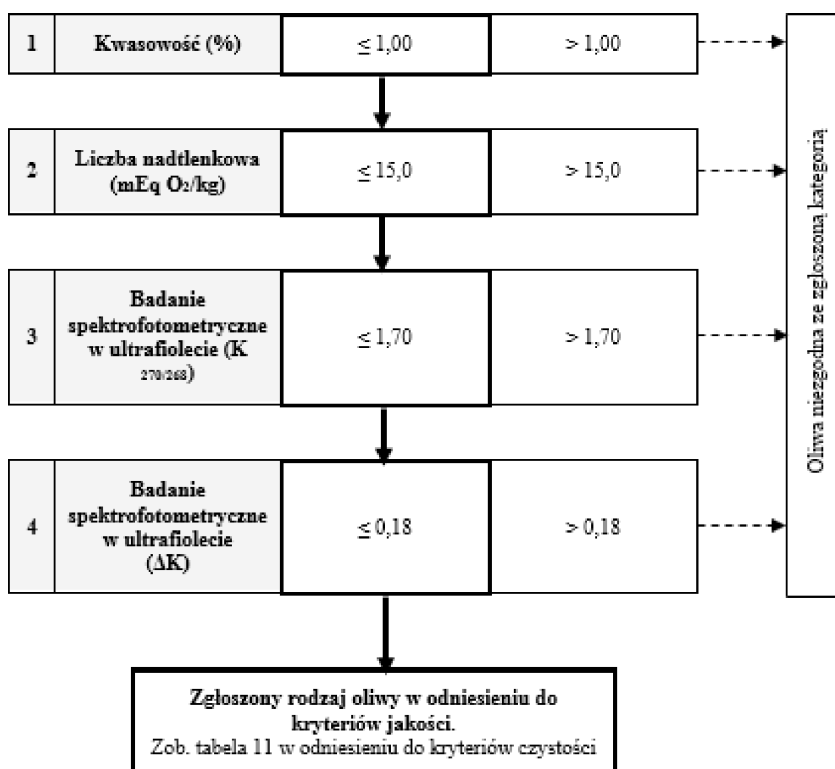 1 Kwasowość (%) ≤ 1,00 > 1,00
2 Liczba nadtlenkowa
(mEq O₂/kg) ≤ 15,0 > 15,0
3 Badanie
spektrofotometryczne
w ultrafiolecie (K
270/268) ≤ 1,70 > 1,70
4 Badanie
spektrofotometryczne
w ultrafiolecie
(ΔK) ≤ 0,18 > 0,18
Oliwa niezgodna ze zgłoszoną kategorią
Zgłoszony rodzaj oliwy w odniesieniu do
kryteriów jakości.
Zob. tabela 11 w odniesieniu do kryteriów czystości